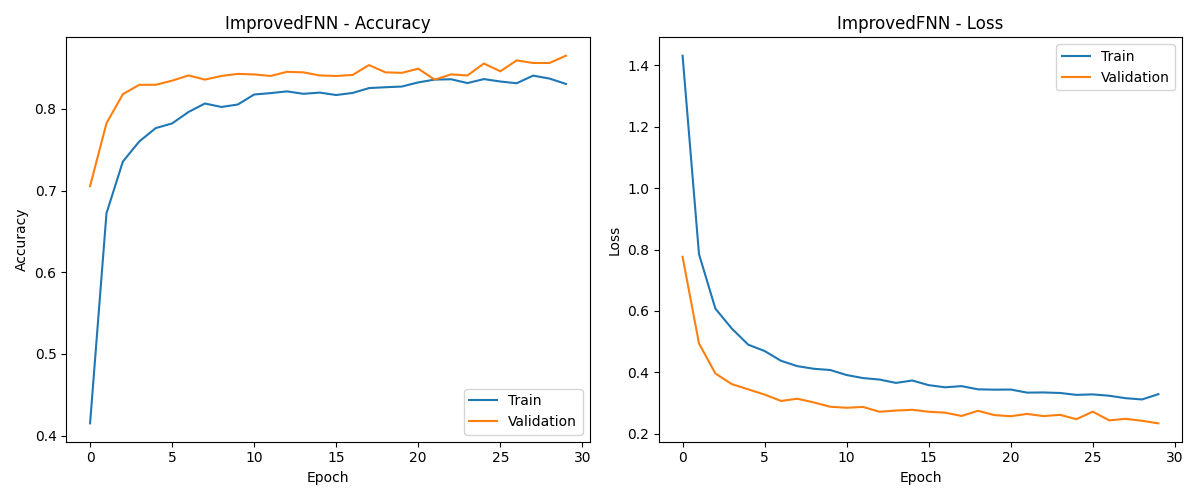 ImprovedFNN - Accuracy
Accuracy
0.8
0.7
0.6
0.5
0.4
0 5 10 15 20 25 30
Epoch
Train
Validation
ImprovedFNN - Loss
Loss
1.4
1.2
1.0
0.8
0.6
0.4
0.2
0 5 10 15 20 25 30
Epoch
Train
Validation